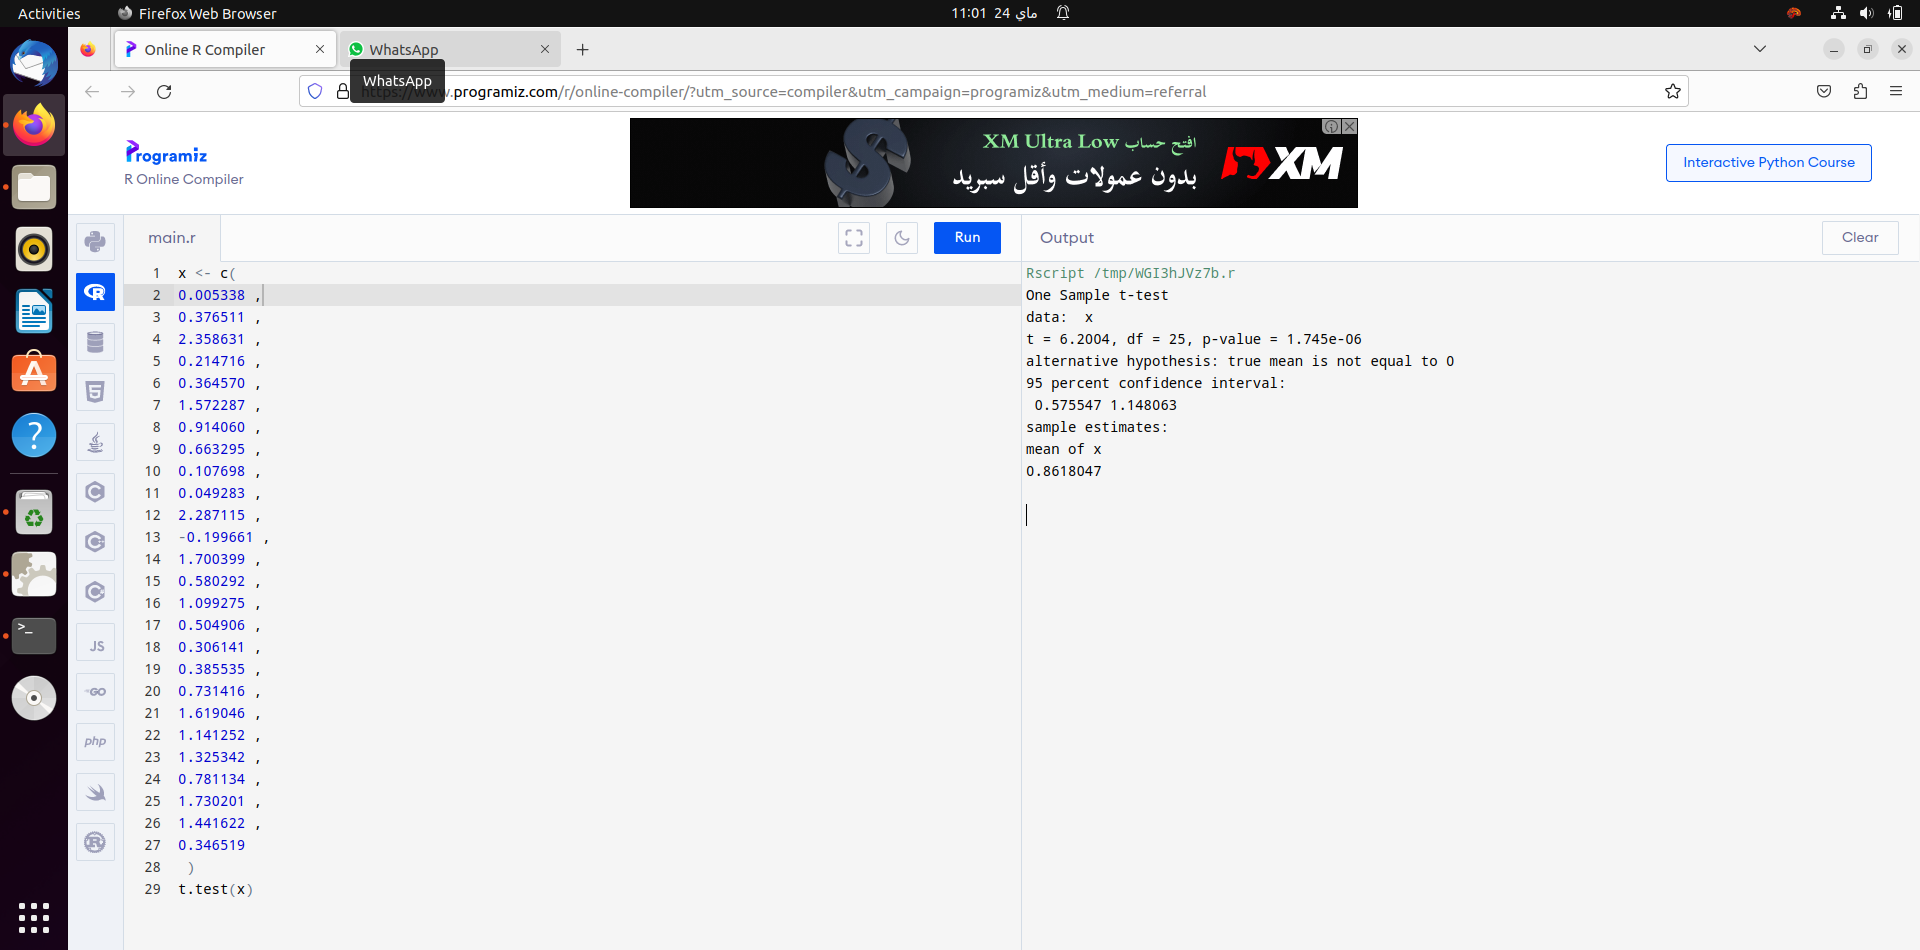 Activities
Firefox Web Browser
11:01 24 ماي
Online R Compiler
WhatsApp
WhatsApp
programiz.com/r/online-compiler/?utm_source=compiler&utm_campaign=programiz&utm_medium=referral
Programiz
R Online Compiler
افتح حساب XM Ultra Low
بدون عمولات وأقل سبريد
XM
Interactive Python Course
main.r
Run
Output
Clear
1 x <- c(
2 0.005338 ,
3 0.376511 ,
4 2.358631 ,
5 0.214716 ,
6 0.364570 ,
7 1.572287 ,
8 0.914060 ,
9 0.663295 ,
10 0.107698 ,
11 0.049283 ,
12 2.287115 ,
13 -0.199661 ,
14 1.700399 ,
15 0.580292 ,
16 1.099275 ,
17 0.504906 ,
18 0.306141 ,
19 0.385535 ,
20 0.731416 ,
21 1.619046 ,
22 1.141252 ,
23 1.325342 ,
24 0.781134 ,
25 1.730201 ,
26 1.441622 ,
27 0.346519
28 )
29 t.test(x)
Rscript /tmp/WGI3hJVz7b.r
One Sample t-test
data:  x
t = 6.2004, df = 25, p-value = 1.745e-06
alternative hypothesis: true mean is not equal to 0
95 percent confidence interval:
0.575547 1.148063
sample estimates:
mean of x
0.8618047
JS
GO
php